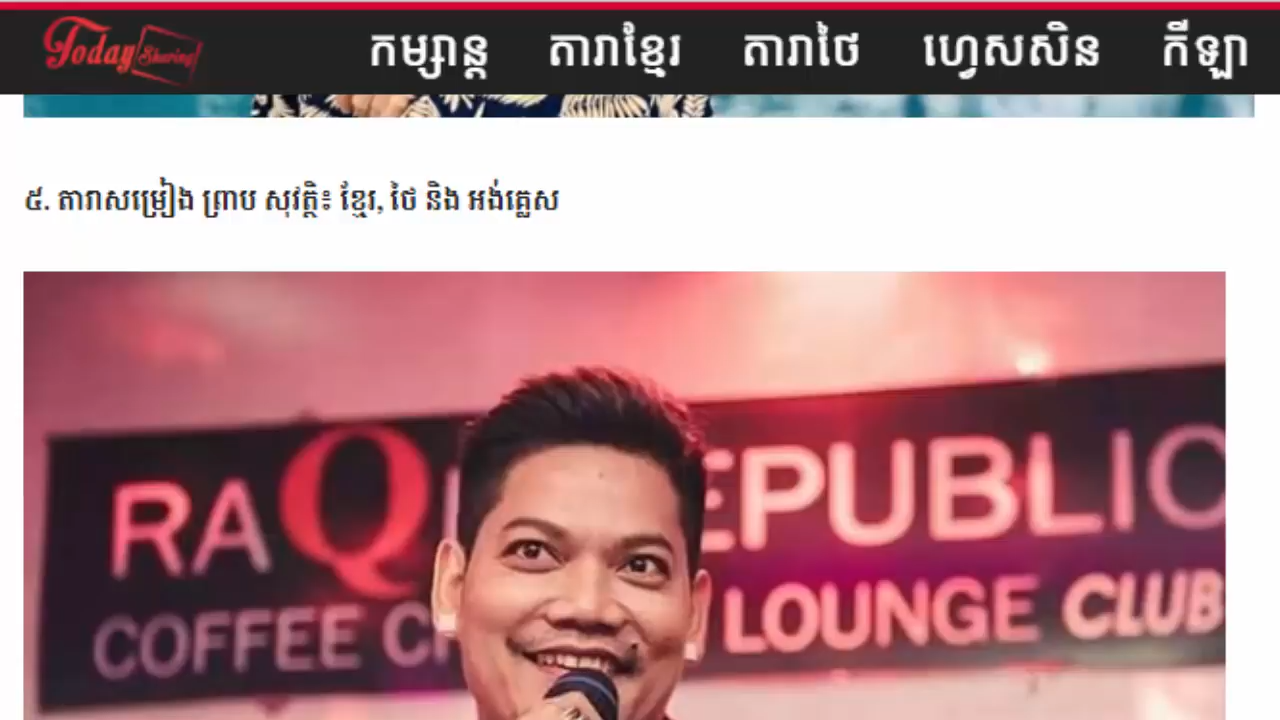 Today Sharing
កម្សាន្ត តារាខ្មែរ តារាថៃ ហ្វេសសិន កីឡា
៥. តារាសម្រៀង ព្រាប សុវត្ថិ៖ ខ្មែរ, ថៃ និង អង់គ្លេស
RAQ EPUBLIC
COFFEE LOUNGE CLUB